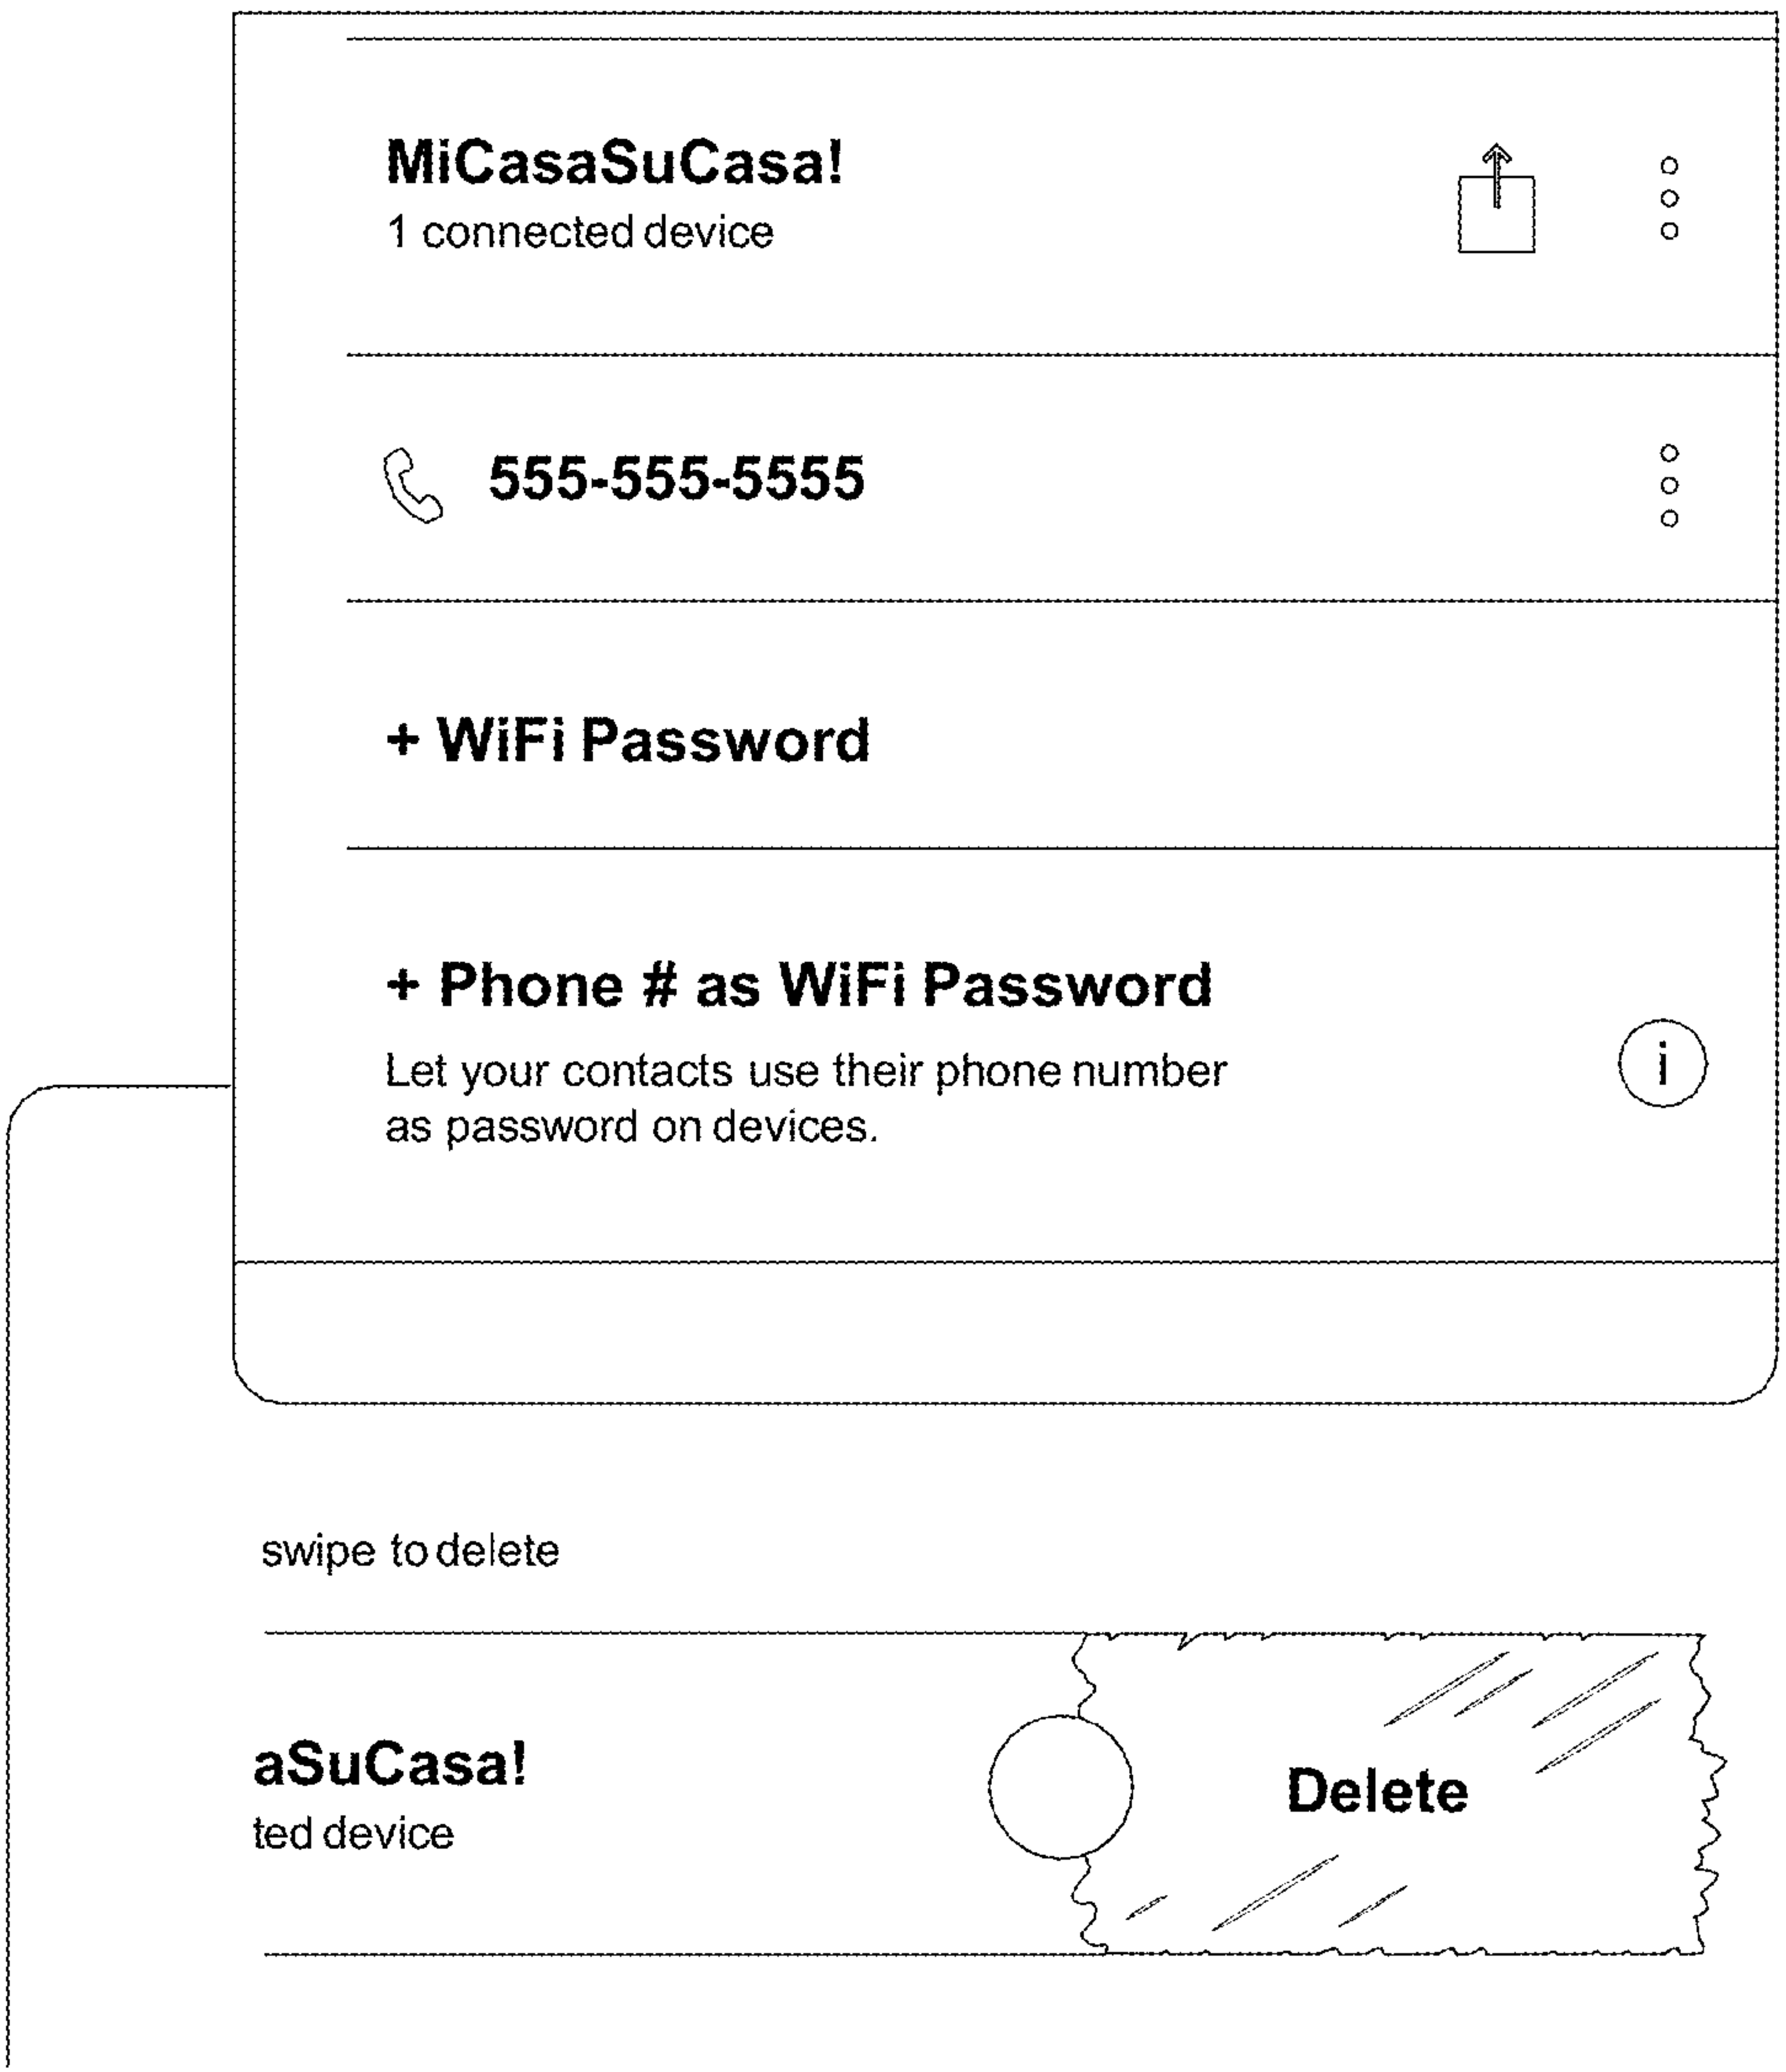 MiCasaSuCasa!
1 connected device
555-555-5555
+ WiFi Password
+ Phone # as WiFi Password
Let your contacts use their phone number
as password on devices.
i
swipe to delete
aSuCasa!
ted device
Delete